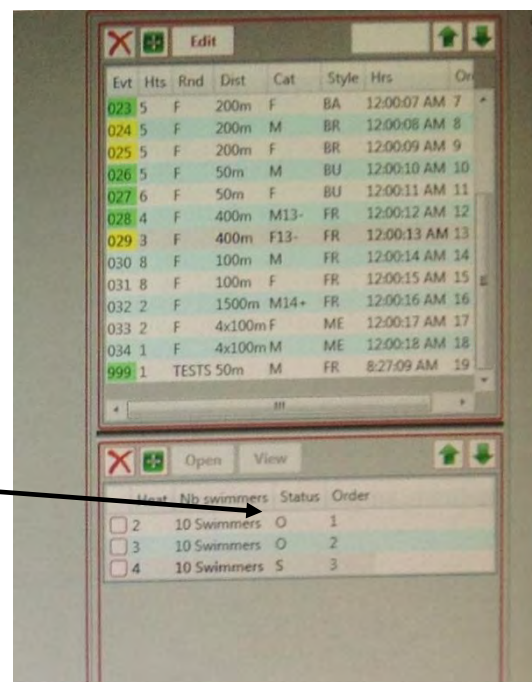 Edit
Evt Hts Rnd Dist Cat Style Hrs
023 5 F 200m F BA 12:00:07 AM 7
024 5 F 200m M BR 12:00:08 AM 8
025 5 F 200m F BR 12:00:09 AM 9
026 5 F 50m M BU 12:00:10 AM 10
027 6 F 50m F BU 12:00:11 AM 11
028 4 F 400m M13- FR 12:00:12 AM 12
029 3 F 400m F13- FR 12:00:13 AM 13
030 8 F 100m M FR 12:00:14 AM 14
031 8 F 100m F FR 12:00:15 AM 15
032 2 F 1500m M14+ FR 12:00:16 AM 16
033 2 F 4x100m F ME 12:00:17 AM 17
034 1 F 4x100m M ME 12:00:18 AM 18
999 1 TESTS 50m M FR 8:27:09 AM 19
Open View
Heat Nb swimmers Status Order
2 10 Swimmers O 1
3 10 Swimmers O 2
4 10 Swimmers S 3